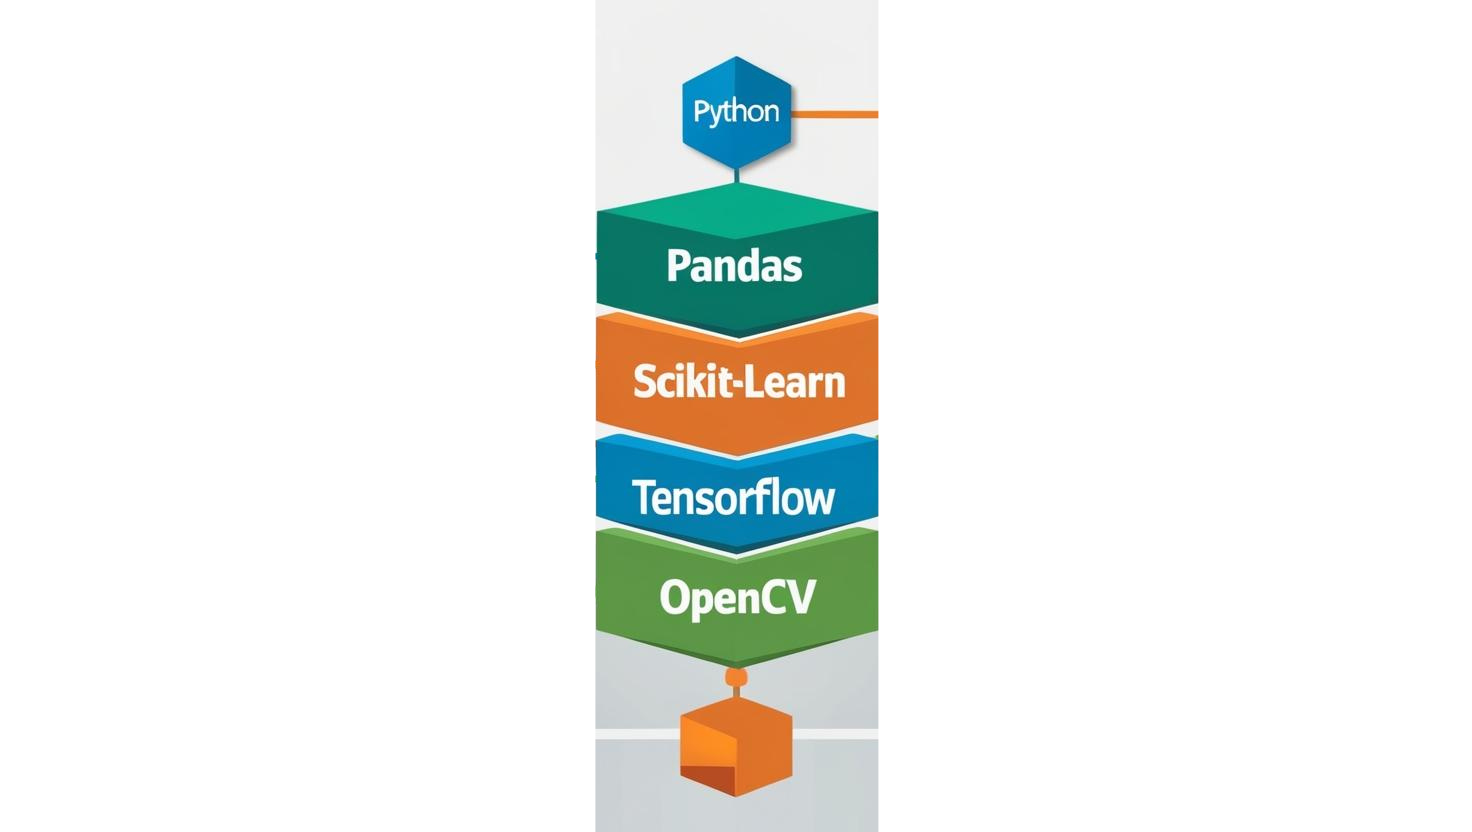 Python
Pandas
Scikit-Learn
Tensorflow
OpenCV